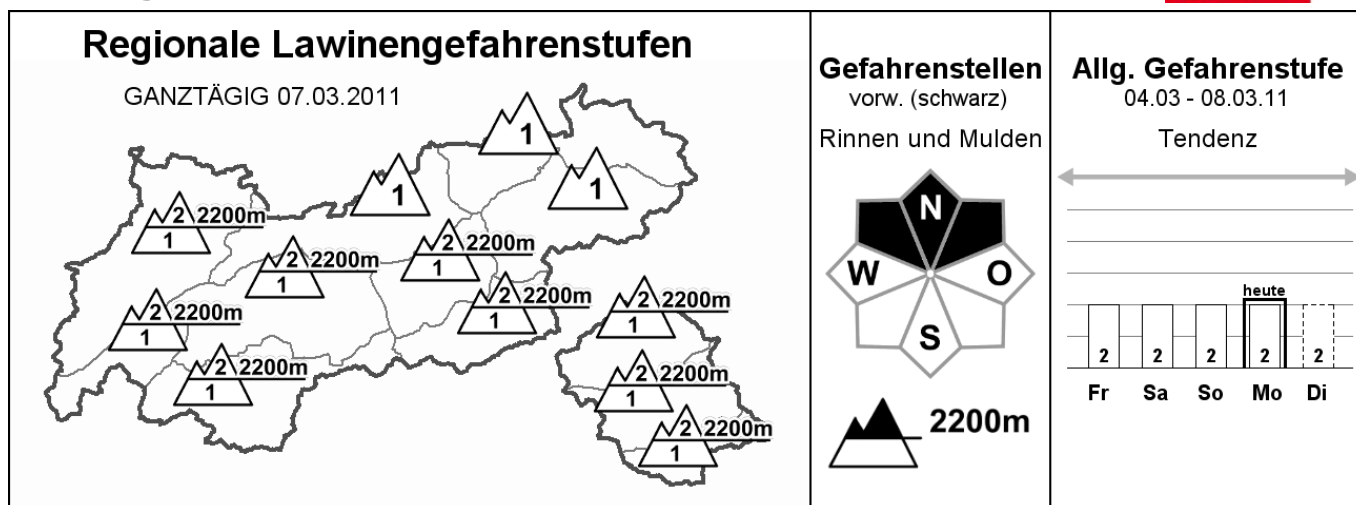 Regionale Lawinengefahrenstufen
GANZTÄGIG 07.03.2011
1
1
1
2 2200m
1
2 2200m
1
2 2200m
1
2 2200m
1
2 2200m
1
2 2200m
1
2 2200m
1
2 2200m
1
2 2200m
1
Gefahrenstellen
vorw. (schwarz)
Rinnen und Mulden
N
W O
S
2200m
Allg. Gefahrenstufe
04.03 - 08.03.11
Tendenz
heute
2 2 2 2 2
Fr Sa So Mo Di